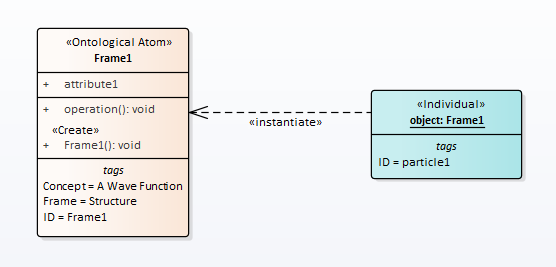 «Ontological Atom»
Frame1
+ attribute1
+ operation(): void
«Create»
+ Frame1(): void
tags
Concept = A Wave Function
Frame = Structure
ID = Frame1
«instantiate»
«Individual»
object: Frame1
tags
ID = particle1